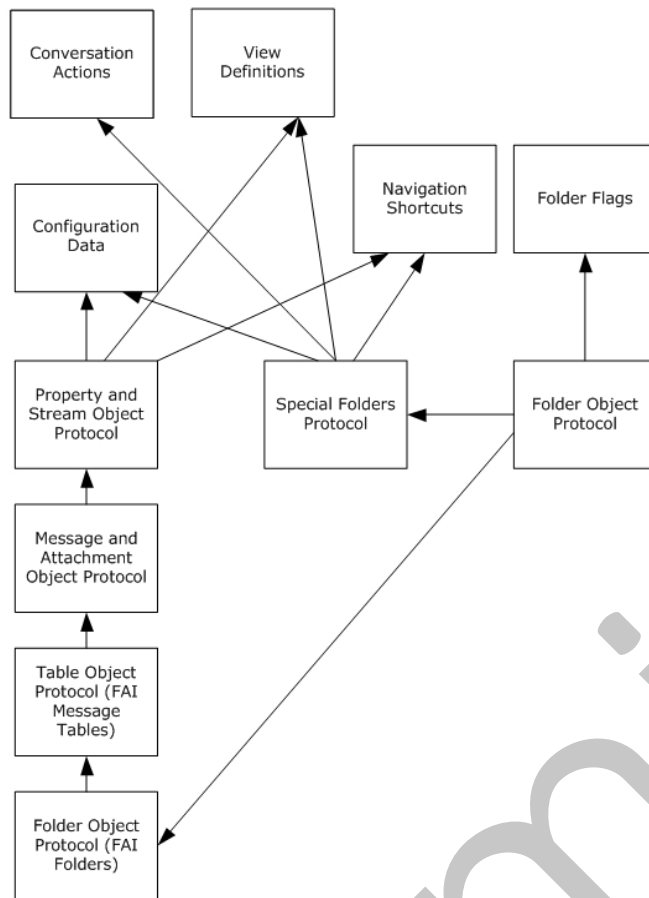 Conversation
Actions
View
Definitions
Configuration
Data
Navigation
Shortcuts
Folder Flags
Property and
Stream Object
Protocol
Special Folders
Protocol
Folder Object
Protocol
Message and
Attachment
Object Protocol
Table Object
Protocol (FAI
Message
Tables)
Folder Object
Protocol (FAI
Folders)